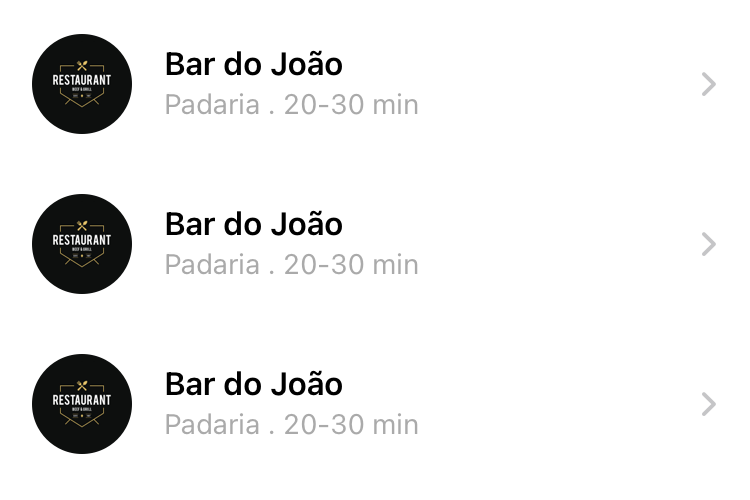 RESTAURANT
BEEF & GRILL
Bar do João
Padaria . 20-30 min
RESTAURANT
BEEF & GRILL
Bar do João
Padaria . 20-30 min
RESTAURANT
BEEF & GRILL
Bar do João
Padaria . 20-30 min